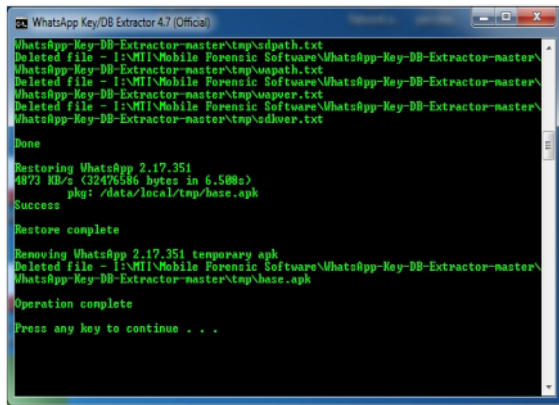 WhatsApp Key/DB Extractor 4.7 (Official)
WhatsApp-Key-DB-Extractor-master\tmp\sdpath.txt
Deleted file - I:\MTI\Mobile Forensic Software\WhatsApp-Key-DB-Extractor-master\
WhatsApp-Key-DB-Extractor-master\tmp\wapath.txt
Deleted file - I:\MTI\Mobile Forensic Software\WhatsApp-Key-DB-Extractor-master\
WhatsApp-Key-DB-Extractor-master\tmp\wapver.txt
Deleted file - I:\MTI\Mobile Forensic Software\WhatsApp-Key-DB-Extractor-master\
WhatsApp-Key-DB-Extractor-master\tmp\sdkver.txt
Done
Restoring WhatsApp 2.17.351
4873 KB/s (32476586 bytes in 6.508s)
pkg: /data/local/tmp/base.apk
Success
Restore complete
Removing WhatsApp 2.17.351 temporary apk
Deleted file - I:\MTI\Mobile Forensic Software\WhatsApp-Key-DB-Extractor-master\
WhatsApp-Key-DB-Extractor-master\tmp\base.apk
Operation complete
Press any key to continue . . .